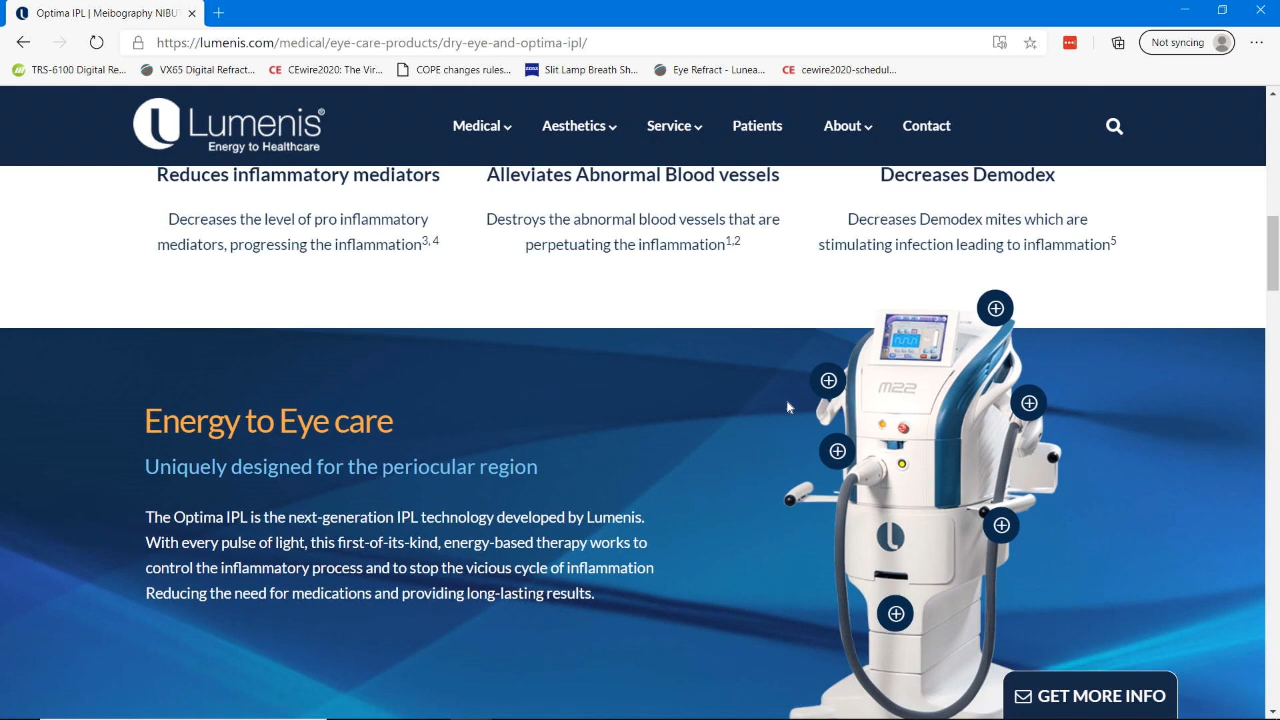 Optima IPL | Meibography NIBU
https://lumenis.com/medical/eye-care-products/dry-eye-and-optima-ipl/
Not syncing
TRS-6100 Digital Re...
VX65 Digital Refract...
CE CEwire2020: The Vir...
COPE changes rules...
ZEISS Slit Lamp Breath Sh...
Eye Refract - Lunea...
CE cewire2020-schedul...
Lumenis®
Energy to Healthcare
Medical
Aesthetics
Service
Patients
About
Contact
Reduces inflammatory mediators
Decreases the level of pro inflammatory
mediators, progressing the inflammation3, 4
Alleviates Abnormal Blood vessels
Destroys the abnormal blood vessels that are
perpetuating the inflammation1,2
Decreases Demodex
Decreases Demodex mites which are
stimulating infection leading to inflammation5
Energy to Eye care
Uniquely designed for the periocular region
The Optima IPL is the next-generation IPL technology developed by Lumenis.
With every pulse of light, this first-of-its-kind, energy-based therapy works to
control the inflammatory process and to stop the vicious cycle of inflammation
Reducing the need for medications and providing long-lasting results.
M22
GET MORE INFO